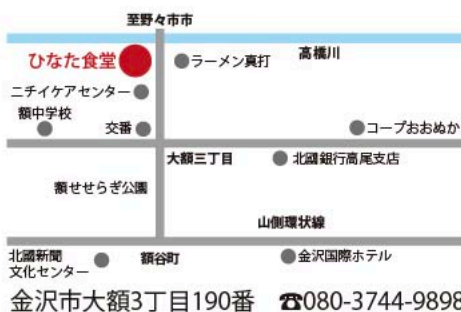 至野々市市
ひなた食堂
ラーメン真打
高橋川
ニチイケアセンター
額中学校
交番
コープおおぬか
大額三丁目
北國銀行高尾支店
額せせらぎ公園
山側環状線
北國新聞
文化センター
額谷町
金沢国際ホテル
金沢市大額3丁目190番 ☎080-3744-9898